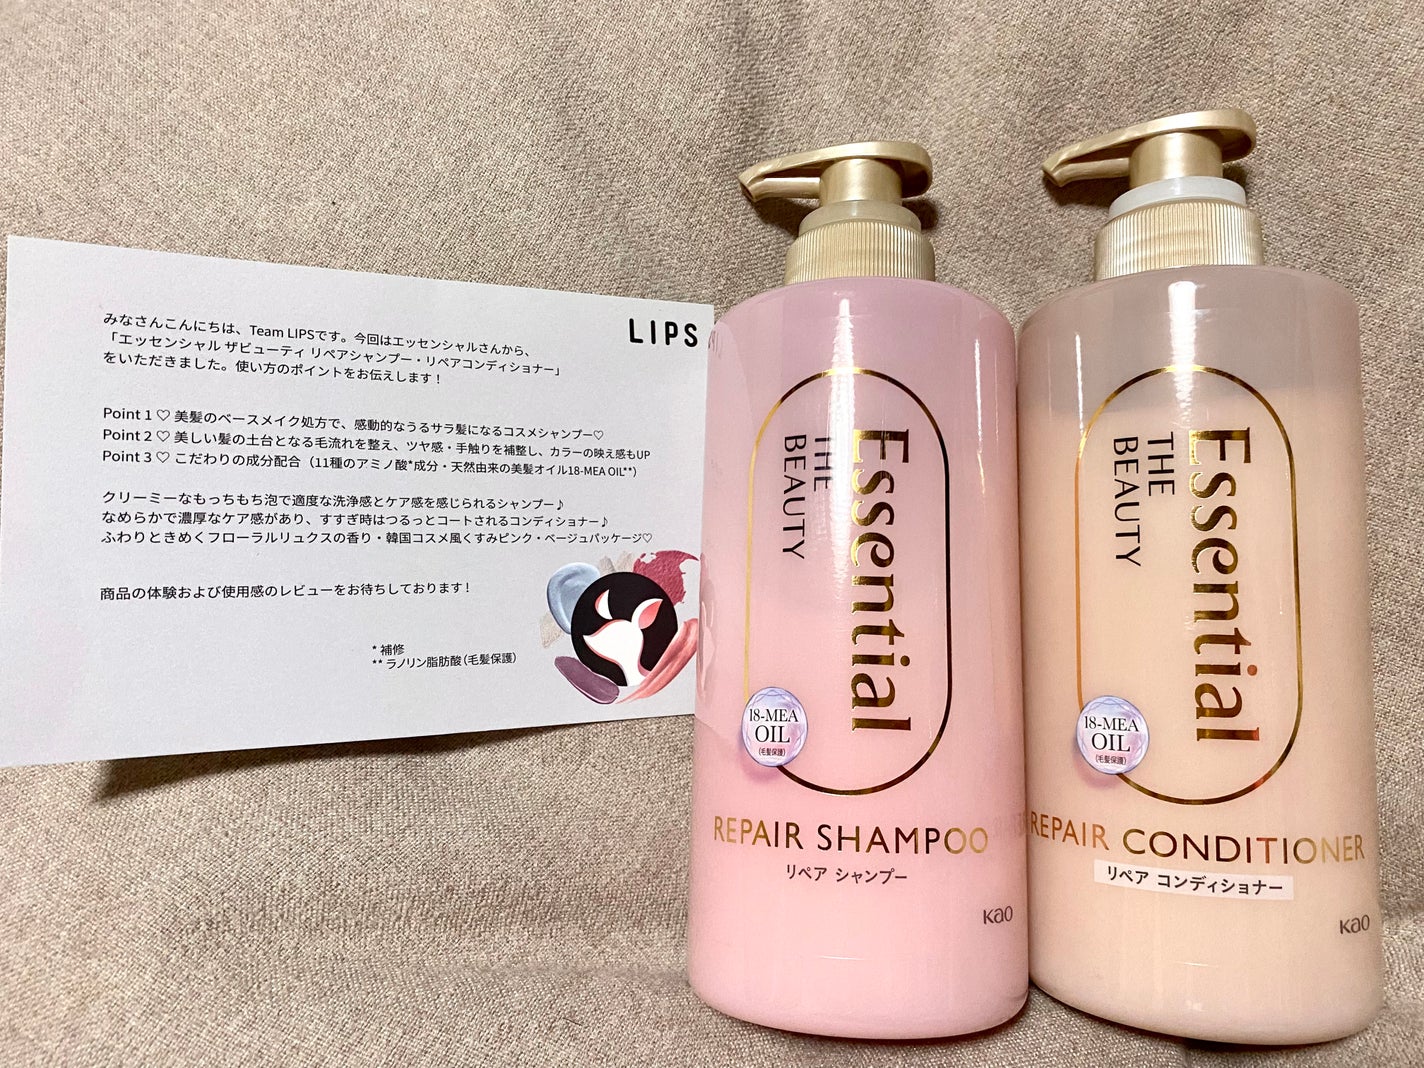 LIPS
みなさんこんにちは、Team LIPSです。今回はエッセンシャルさんから、
「エッセンシャル ザビューティ リペアシャンプー・リペアコンディショナー」
をいただきました。使い方のポイントをお伝えします！
Point 1 ♡ 美髪のベースメイク処方で、感動的なうるサラ髪になるコスメシャンプー♡
Point 2 ♡ 美しい髪の土台となる毛流れを整え、ツヤ感・手触りを補整し、カラーの映え感もUP
Point 3 ♡ こだわりの成分配合（11種のアミノ酸*成分・天然由来の美髪オイル18-MEA OIL**）
クリーミーなもっちもち泡で適度な洗浄感とケア感を感じられるシャンプー♪
なめらかで濃厚なケア感があり、すすぎ時はつるっとコートされるコンディショナー♪
ふわりときめくフローラルリュクスの香り・韓国コスメ風くすみピンク・ベージュパッケージ♡
商品の体験および使用感のレビューをお待ちしております！
* 補修
** ラノリン脂肪酸（毛髪保護）
Essential
THE
BEAUTY
18-MEA
OIL
（毛髪保護）
REPAIR SHAMPOO
リペア シャンプー
Kao
Essential
THE
BEAUTY
18-MEA
OIL
（毛髪保護）
REPAIR CONDITIONER
リペア コンディショナー
Kao